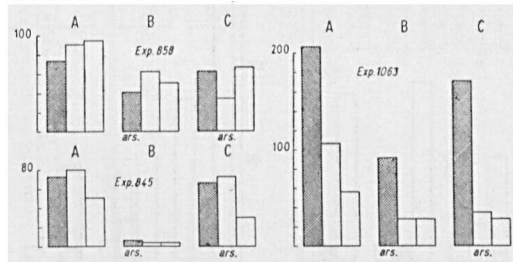 A B C
100
Exp. 858
ars. ars.
A B C
80
Exp. 845
ars. ars.
A B C
200
Exp. 1063
100
ars. ars.